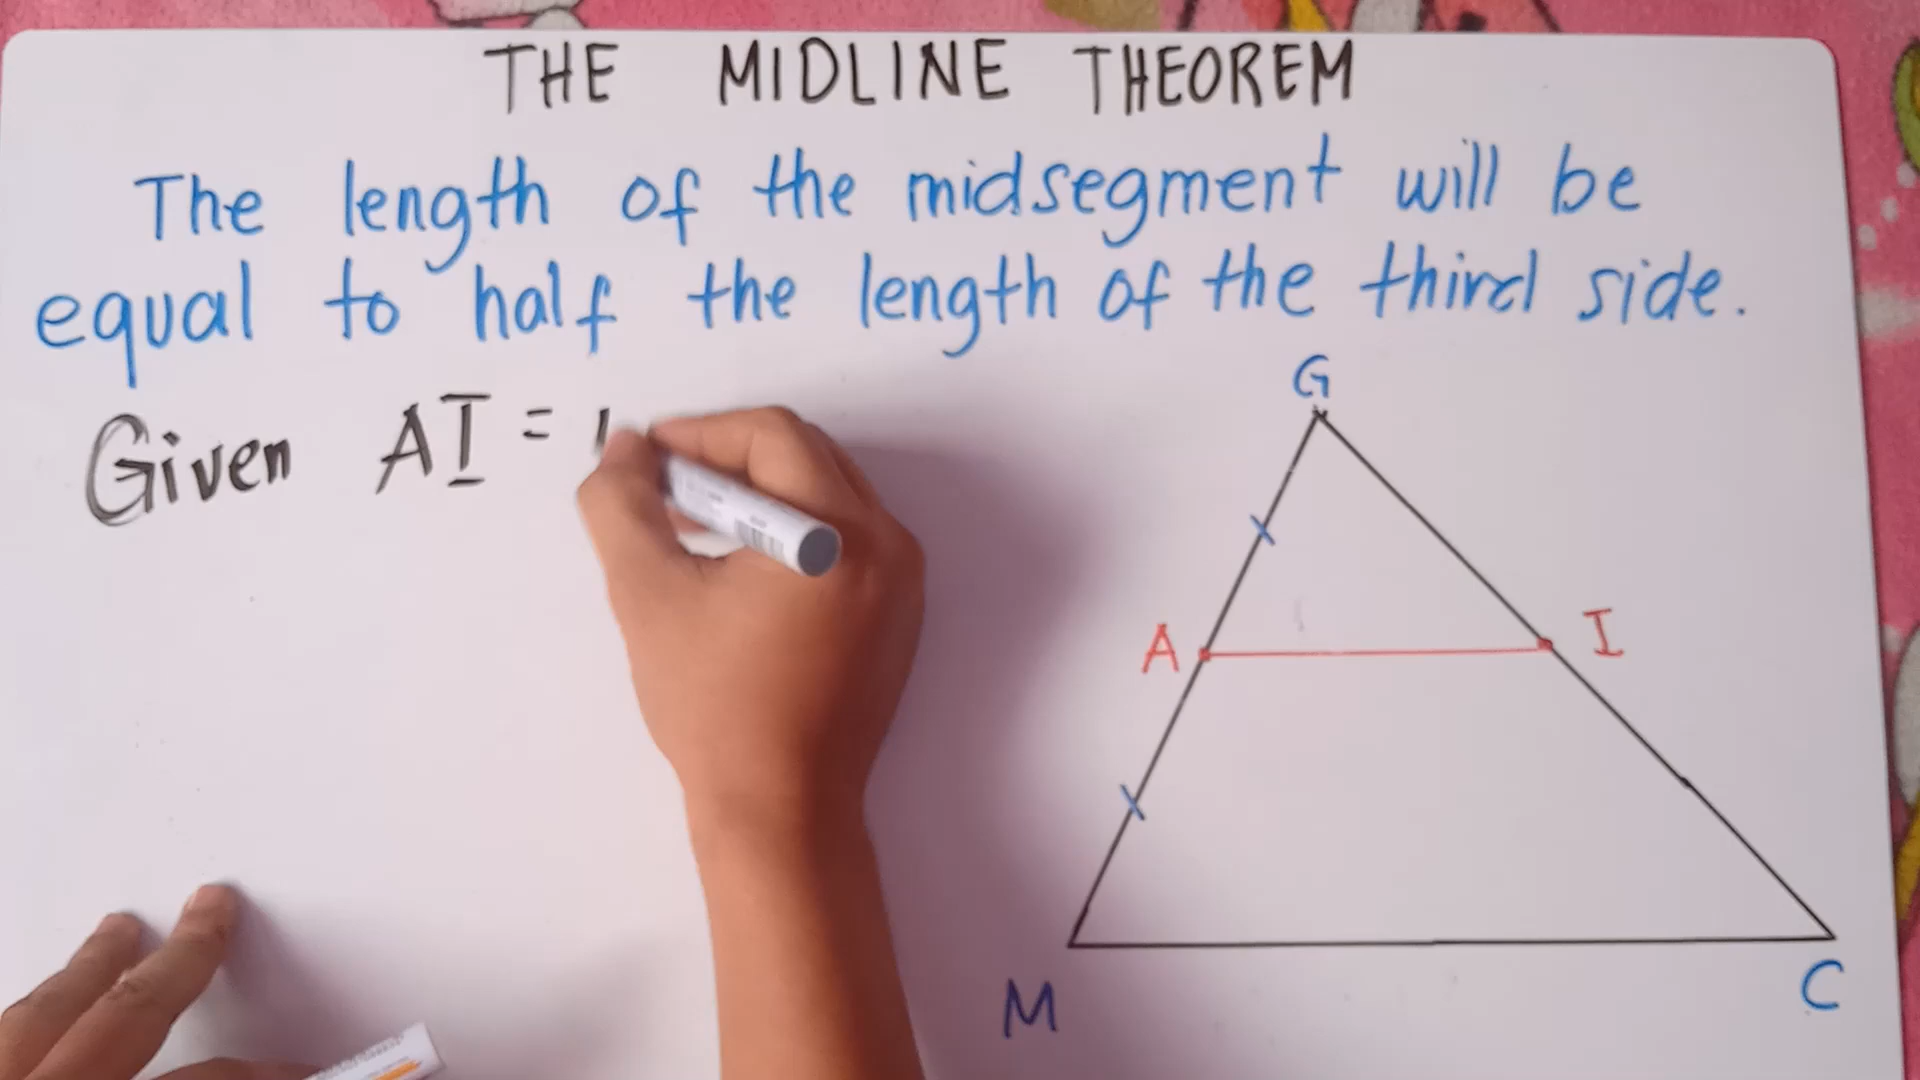 THE MIDLINE THEOREM
The length of the midsegment will be
equal to half the length of the third side.
Given AI =
G
A
I
M
C